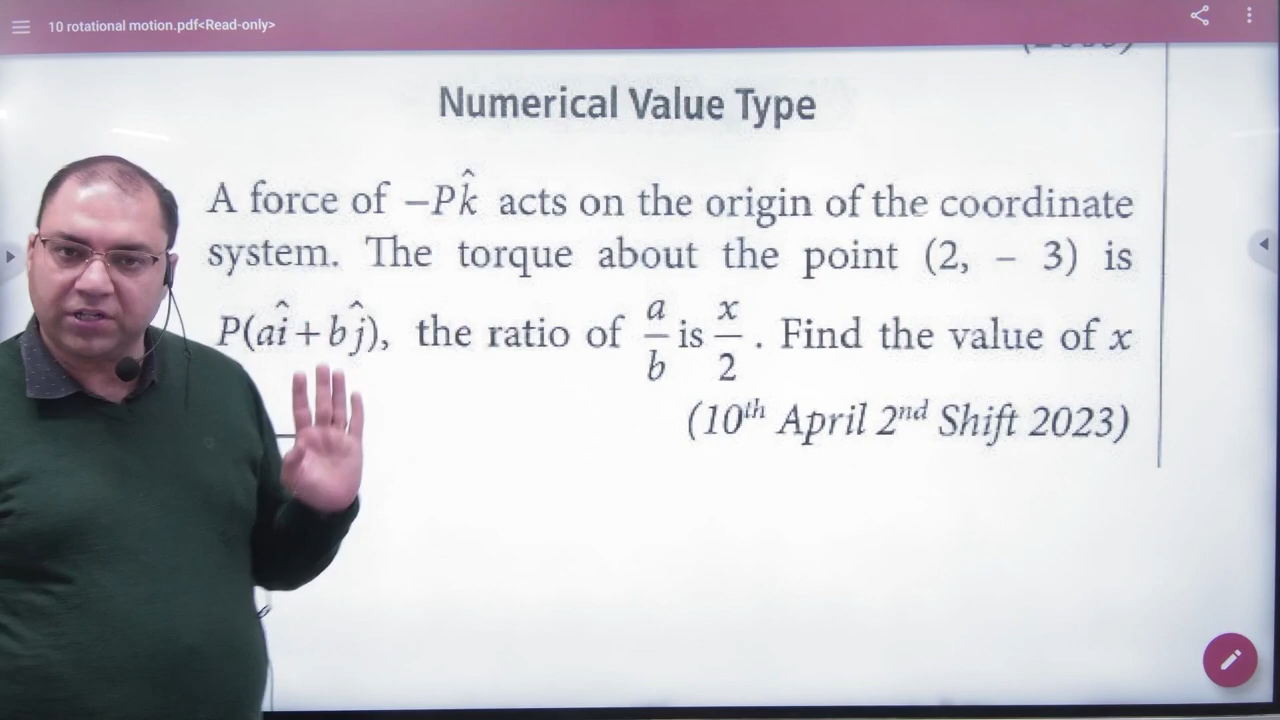 10 rotational motion.pdf<Read-only>
Numerical Value Type
A force of −Pk̂ acts on the origin of the coordinate
system. The torque about the point (2, – 3) is
P(aî + bĵ), the ratio of a/b is x/2 . Find the value of x
(10th April 2nd Shift 2023)